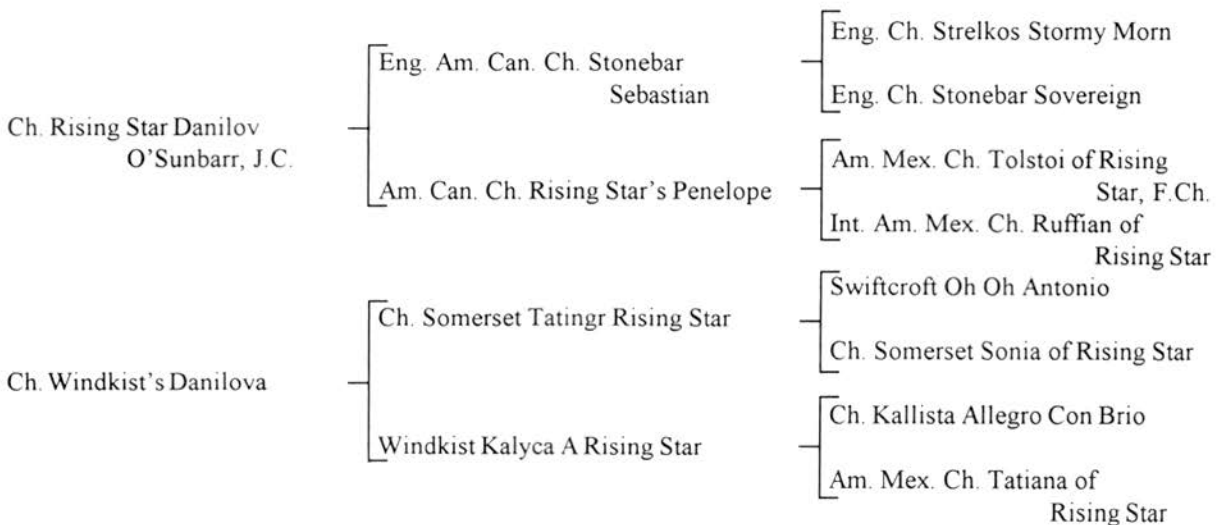 Eng. Ch. Strelkos Stormy Morn
Eng. Am. Can. Ch. Stonebar
Sebastian
Eng. Ch. Stonebar Sovereign
Ch. Rising Star Danilov
O'Sunbarr, J.C.
Am. Mex. Ch. Tolstoi of Rising
Star, F.Ch.
Am. Can. Ch. Rising Star's Penelope
Int. Am. Mex. Ch. Ruffian of
Rising Star
Swiftcroft Oh Oh Antonio
Ch. Somerset Tatingr Rising Star
Ch. Somerset Sonia of Rising Star
Ch. Windkist's Danilova
Ch. Kallista Allegro Con Brio
Windkist Kalyca A Rising Star
Am. Mex. Ch. Tatiana of
Rising Star